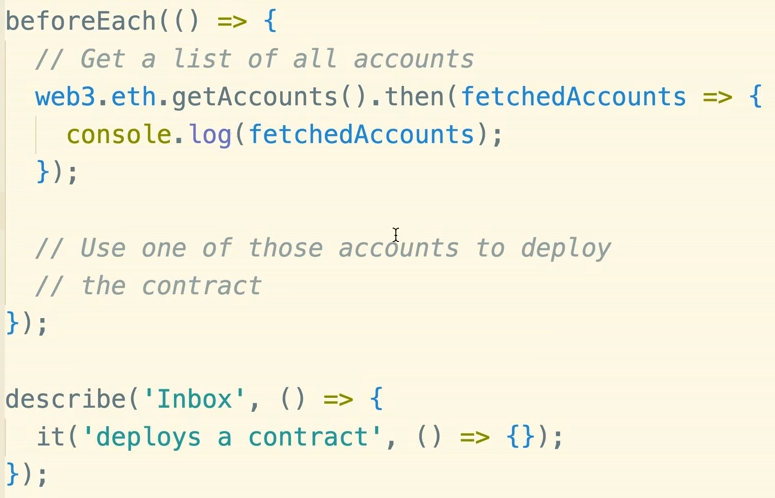 beforeEach(() => {
  // Get a list of all accounts
  web3.eth.getAccounts().then(fetchedAccounts => {
    console.log(fetchedAccounts);
  });

  // Use one of those accounts to deploy
  // the contract
});

describe('Inbox', () => {
  it('deploys a contract', () => {});
});